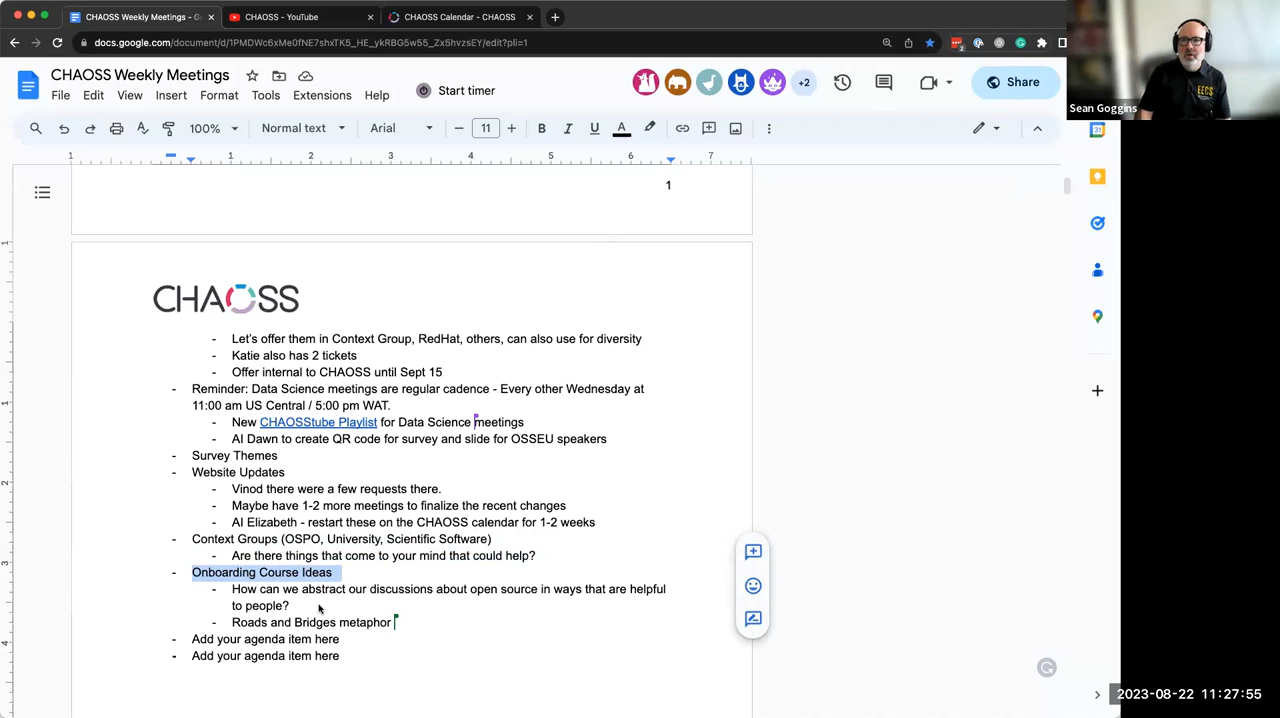 CHAOSS Weekly Meetings - G
CHAOSS - YouTube
CHAOSS Calendar - CHAOSS
docs.google.com/document/d/1PMDWc6xMe0fNE7shxTK5_HE_ykRBG5w55_Zx5hvzsEY/edit?pli=1
CHAOSS Weekly Meetings
File Edit View Insert Format Tools Extensions Help
Start timer
+2
Share
Sean Goggins
EECS
100% Normal text Arial 11 B I U A
1 1 2 3 4 5 6 7
31
1
CHAOSS
- Let's offer them in Context Group, RedHat, others, can also use for diversity
- Katie also has 2 tickets
- Offer internal to CHAOSS until Sept 15
- Reminder: Data Science meetings are regular cadence - Every other Wednesday at
11:00 am US Central / 5:00 pm WAT.
- New CHAOSStube Playlist for Data Science meetings
- AI Dawn to create QR code for survey and slide for OSSEU speakers
- Survey Themes
- Website Updates
- Vinod there were a few requests there.
- Maybe have 1-2 more meetings to finalize the recent changes
- AI Elizabeth - restart these on the CHAOSS calendar for 1-2 weeks
- Context Groups (OSPO, University, Scientific Software)
- Are there things that come to your mind that could help?
- Onboarding Course Ideas
- How can we abstract our discussions about open source in ways that are helpful
to people?
- Roads and Bridges metaphor
- Add your agenda item here
- Add your agenda item here
2023-08-22 11:27:55